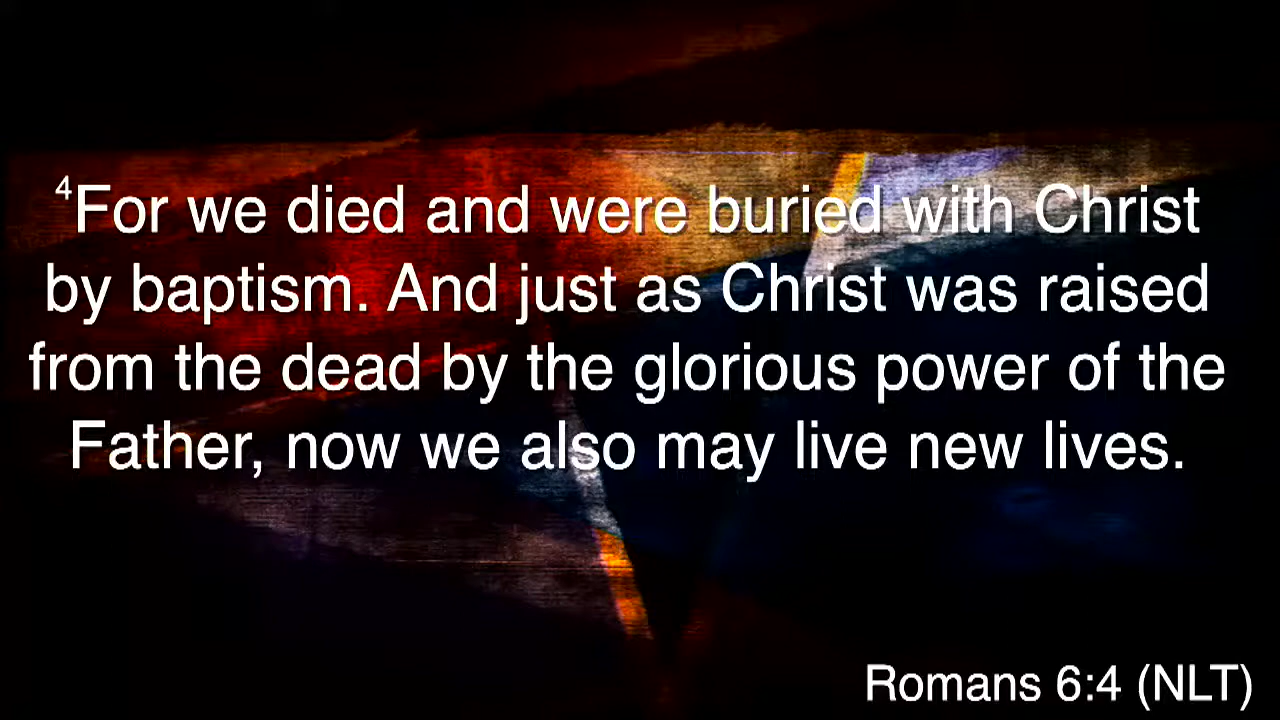 ⁴For we died and were buried with Christ
by baptism. And just as Christ was raised
from the dead by the glorious power of the
Father, now we also may live new lives.
Romans 6:4 (NLT)